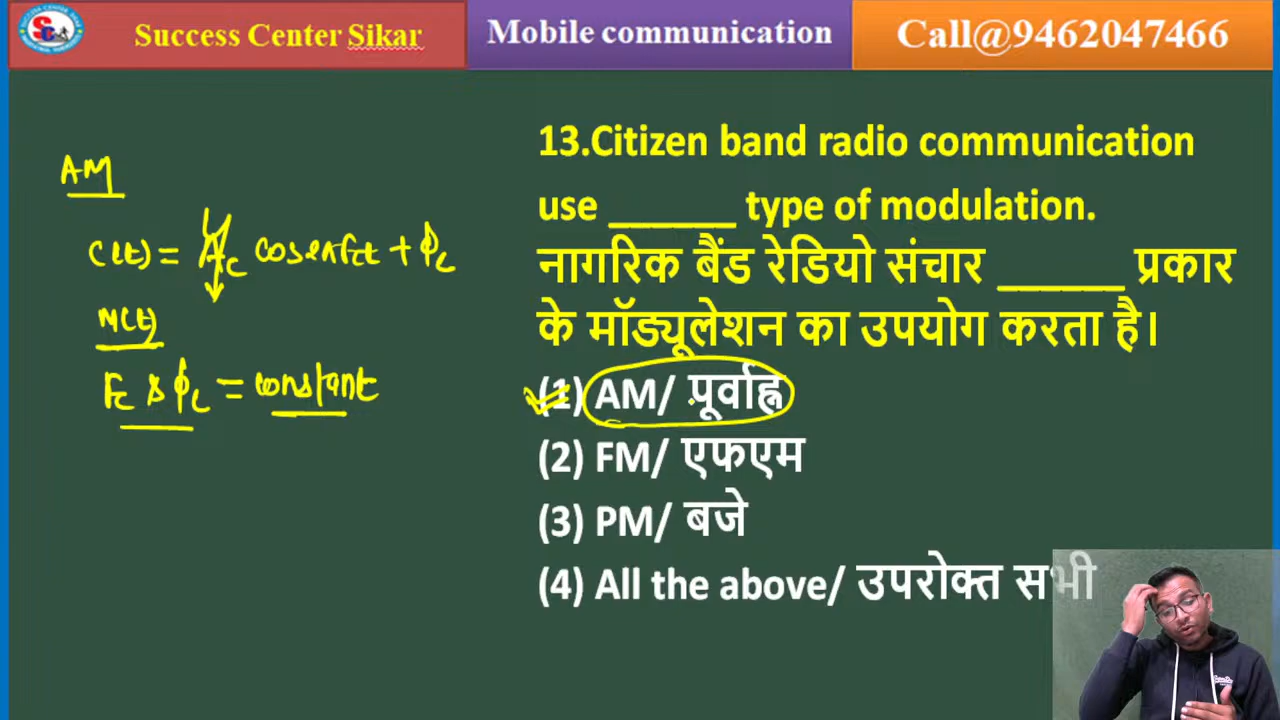 Success Center Sikar
Mobile communication
Call@9462047466
AM
C(t) = Ac cos2πfct + φc
M(t)
Fc & φc = constant
13.Citizen band radio communication
use ______ type of modulation.
नागरिक बैंड रेडियो संचार ______ प्रकार
के मॉड्यूलेशन का उपयोग करता है।
(1) AM/ पूर्वाह्न
(2) FM/ एफएम
(3) PM/ बजे
(4) All the above/ उपरोक्त सभी